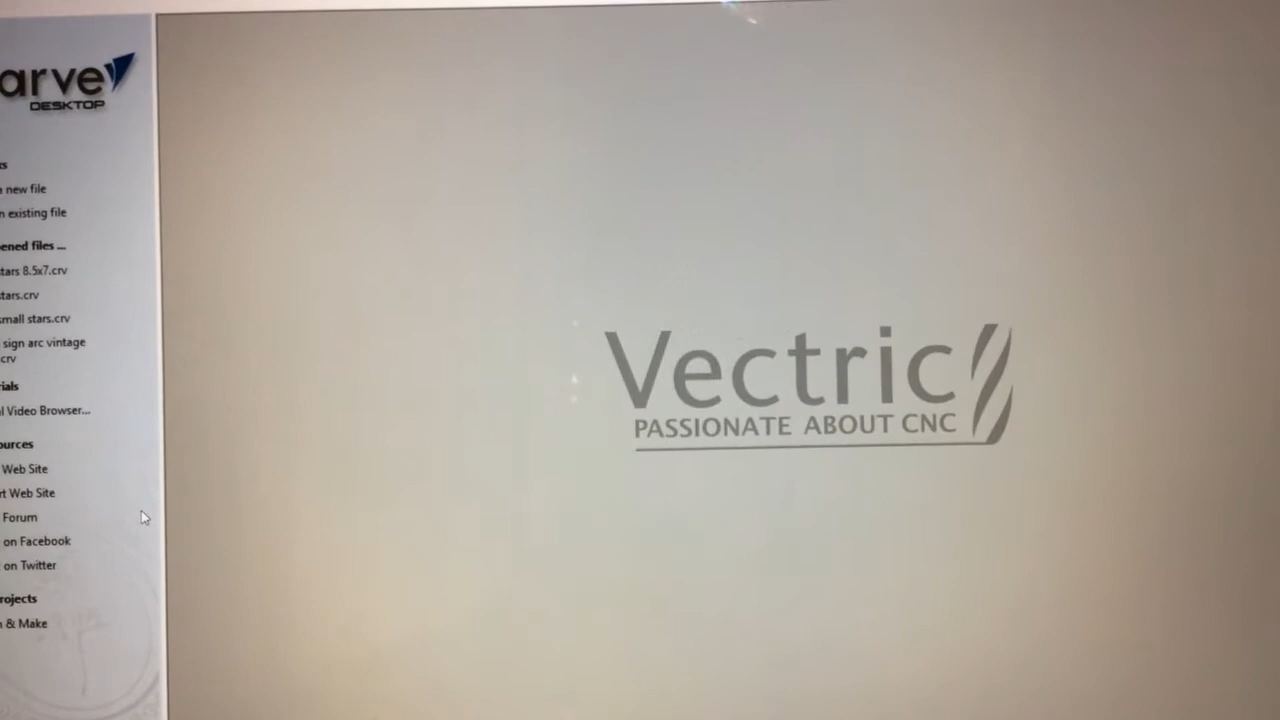 arve
DESKTOP
new file
existing file
ened files ...
tars 8.5x7.crv
tars.crv
small stars.crv
sign arc vintage
crv
ials
l Video Browser...
ources
Web Site
rt Web Site
Forum
on Facebook
on Twitter
rojects
& Make
Vectric
PASSIONATE ABOUT CNC